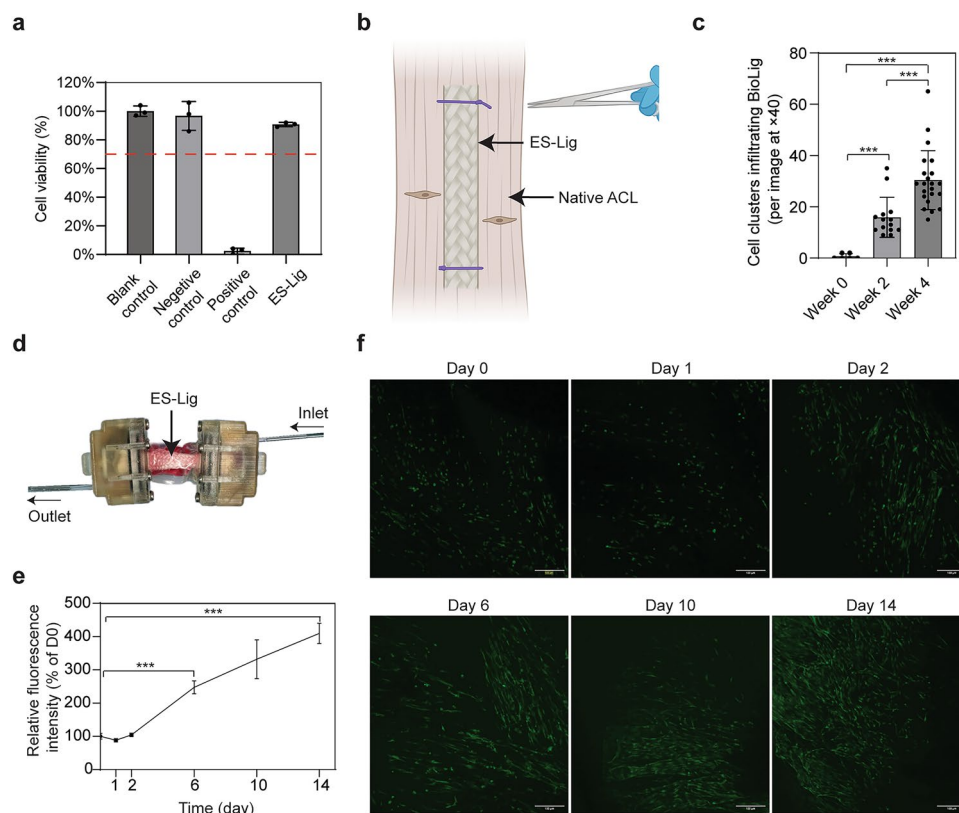 a
120%
100%
80%
60%
40%
20%
0%
Cell viability (%)
Blank
control
Negetive
control
Positive
control
ES-Lig
b
ES-Lig
Native ACL
c
80
60
40
20
0
Cell clusters infiltrating BioLig
(per image at ×40)
***
***
***
Week 0
Week 2
Week 4
d
ES-Lig
Inlet
Outlet
e
500
400
300
200
100
0
Relative fluorescence
intensity (% of D0)
***
***
1
2
6
10
14
Time (day)
f
Day 0
Day 1
Day 2
Day 6
Day 10
Day 14